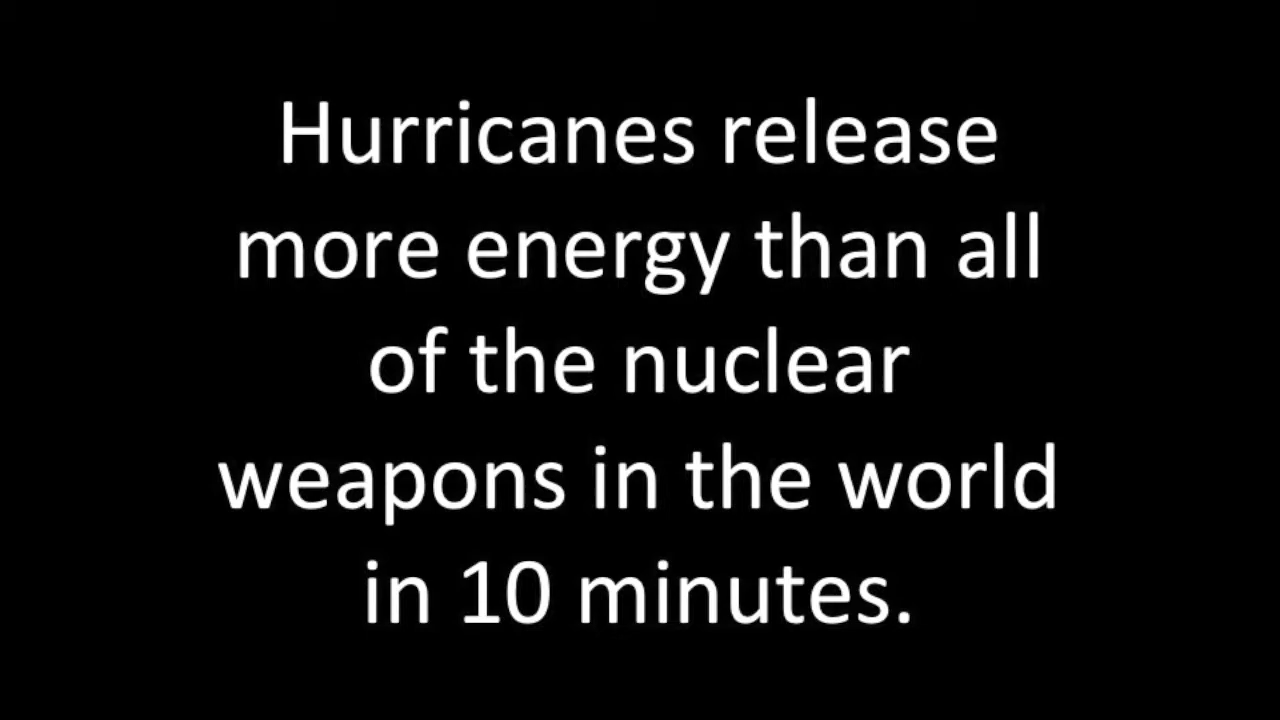 Hurricanes release
more energy than all
of the nuclear
weapons in the world
in 10 minutes.